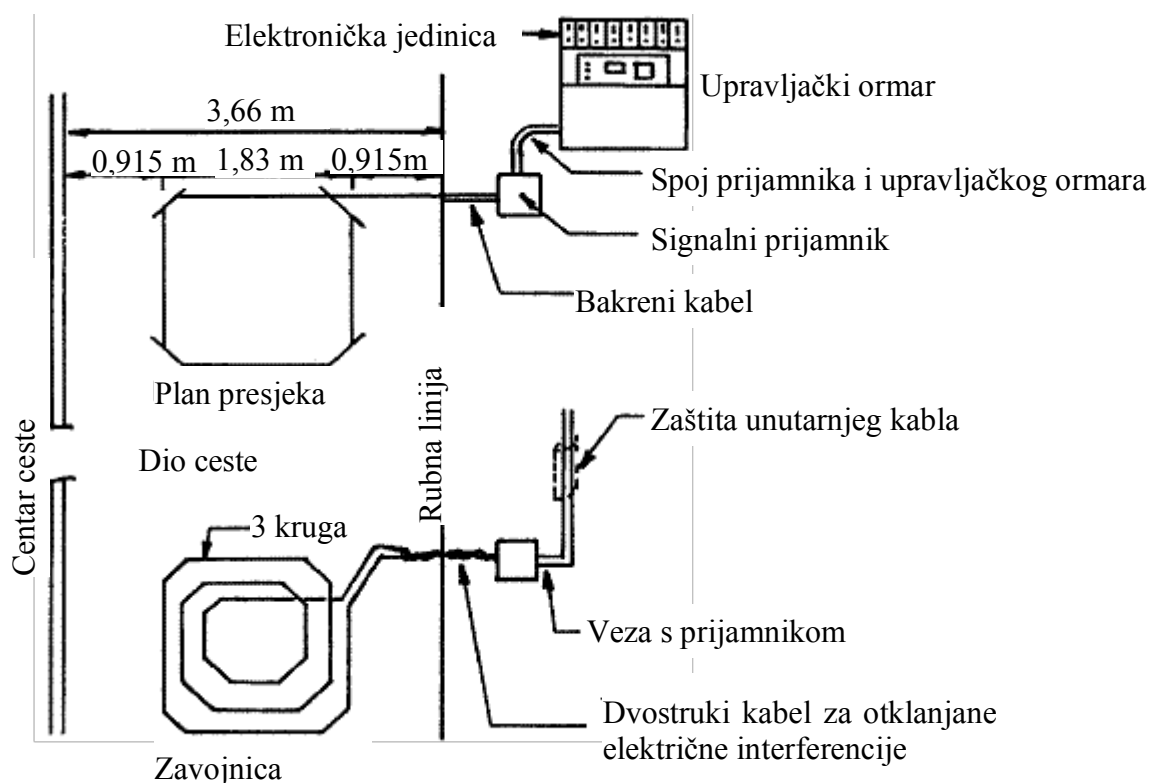 Elektronička jedinica
Upravljački ormar
3,66 m
0,915 m
1,83 m
0,915m
Spoj prijamnika i upravljačkog ormara
Signalni prijamnik
Bakreni kabel
Plan presjeka
Rubna linija
Zaštita unutarnjeg kabla
Dio ceste
Centar ceste
3 kruga
Veza s prijamnikom
Dvostruki kabel za otklanjane
električne interferencije
Zavojnica